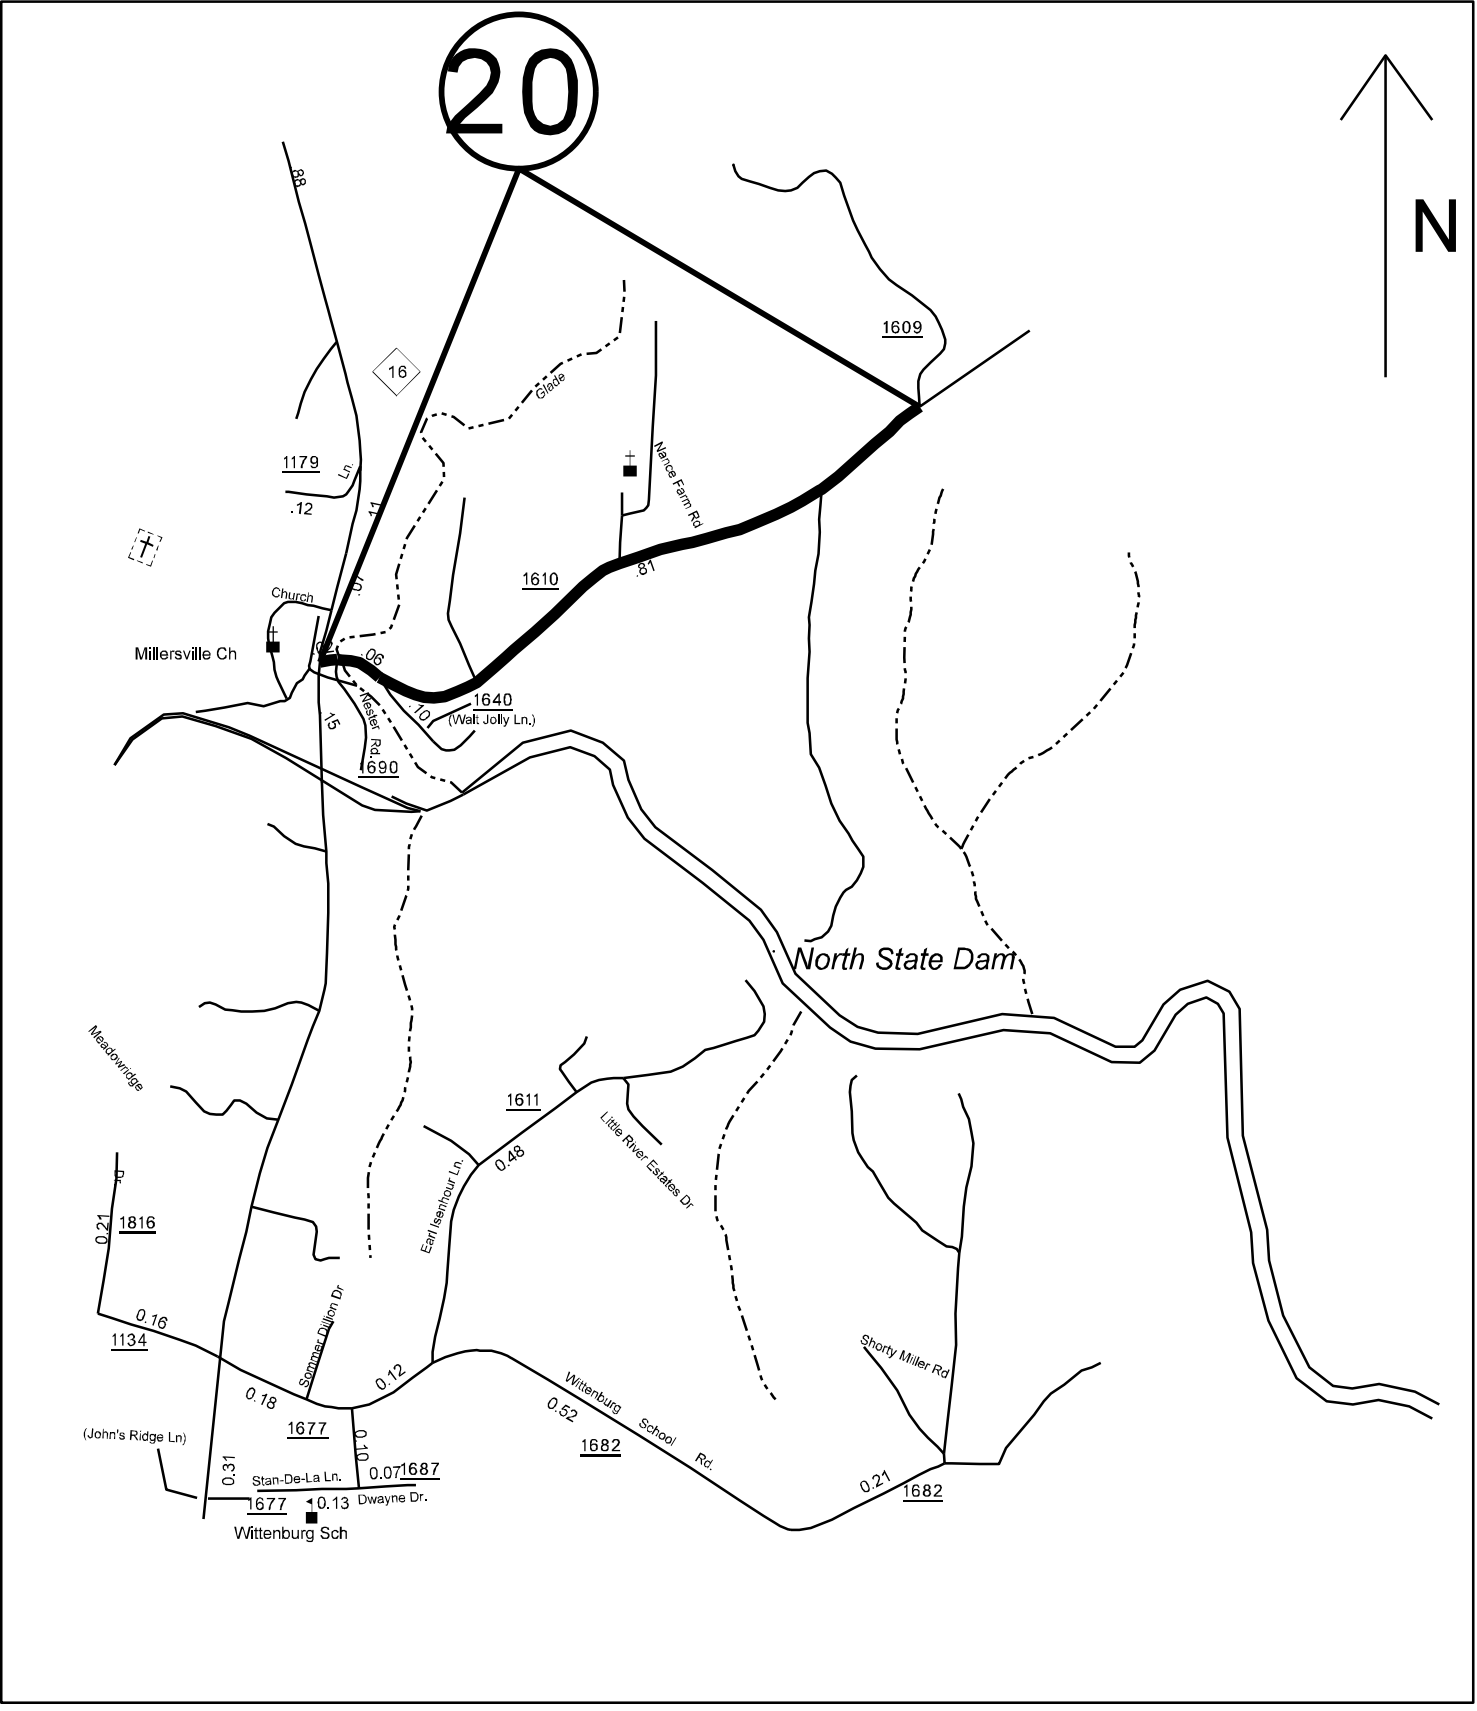 20
N
.88
1609
16
Glade
1179
Ln.
.12
.11
Nance Farm Rd
.07
1610
.81
Church
Millersville Ch
.06
1640
(Walt Jolly Ln.)
.10
Nester Rd.
.15
1690
North State Dam
Meadowridge
Dr
1611
0.48
Little River Estates Dr
Earl Isenhour Ln.
0.21
1816
0.16
1134
Sommer Dillion Dr
Shorty Miller Rd
0.18
0.12
Wittenburg School Rd.
0.52
1677
1682
(John's Ridge Ln)
0.31
0.10
Stan-De-La Ln.
0.07
1687
0.21
1682
1677
0.13
Dwayne Dr.
Wittenburg Sch